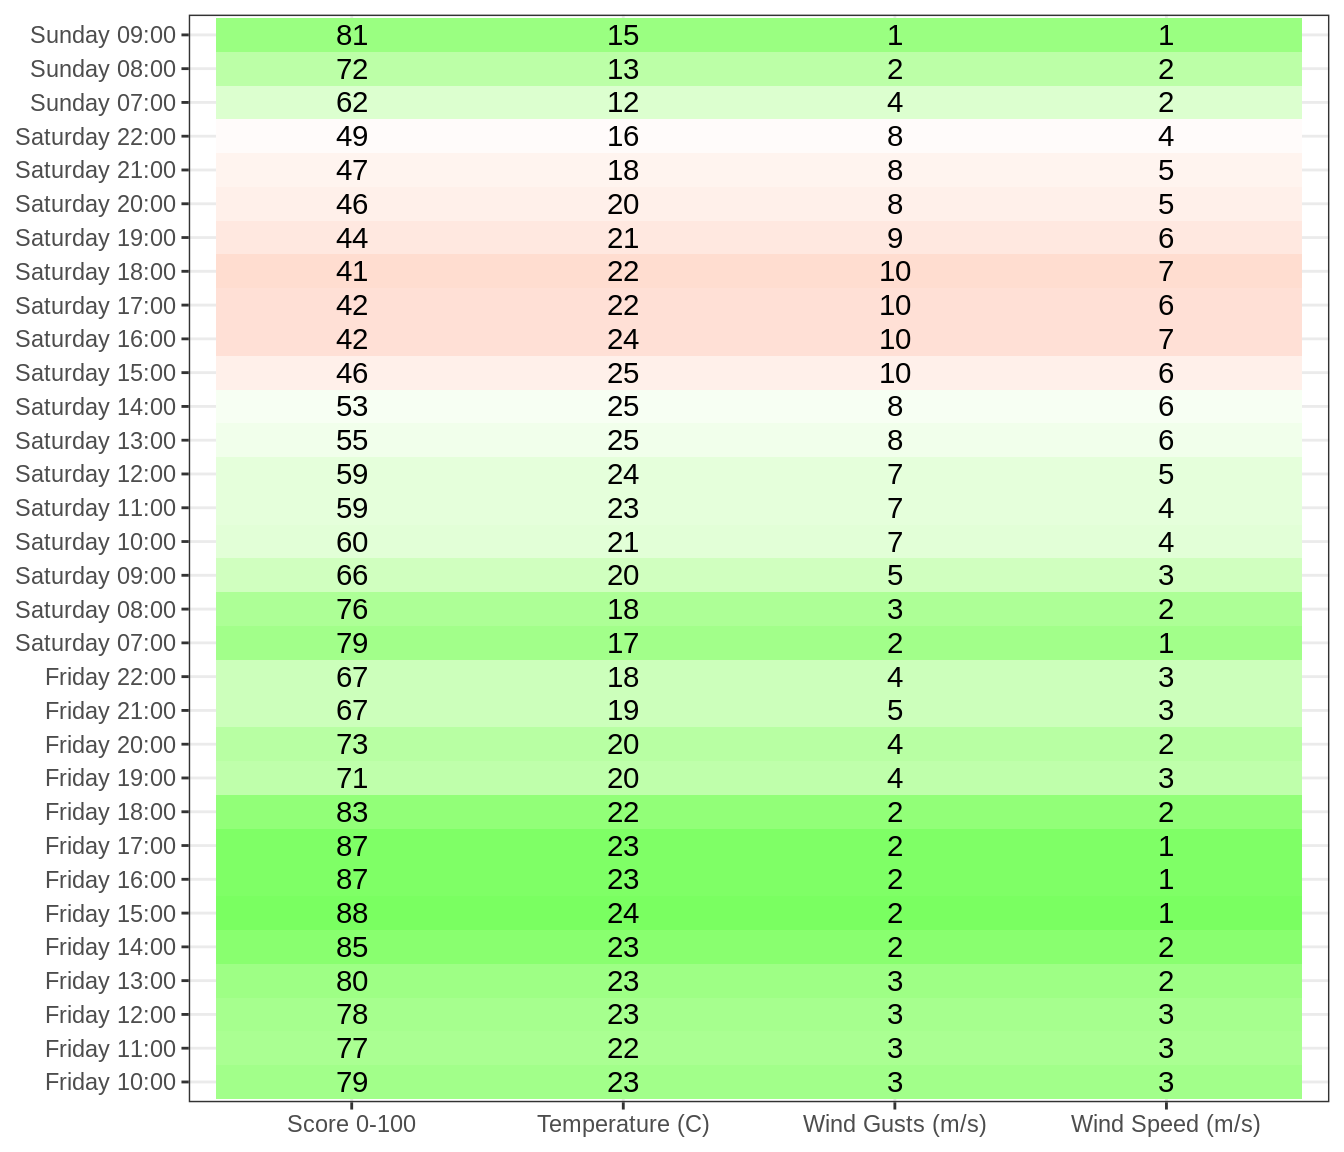 Sunday 09:00 81 15 1 1
Sunday 08:00 72 13 2 2
Sunday 07:00 62 12 4 2
Saturday 22:00 49 16 8 4
Saturday 21:00 47 18 8 5
Saturday 20:00 46 20 8 5
Saturday 19:00 44 21 9 6
Saturday 18:00 41 22 10 7
Saturday 17:00 42 22 10 6
Saturday 16:00 42 24 10 7
Saturday 15:00 46 25 10 6
Saturday 14:00 53 25 8 6
Saturday 13:00 55 25 8 6
Saturday 12:00 59 24 7 5
Saturday 11:00 59 23 7 4
Saturday 10:00 60 21 7 4
Saturday 09:00 66 20 5 3
Saturday 08:00 76 18 3 2
Saturday 07:00 79 17 2 1
Friday 22:00 67 18 4 3
Friday 21:00 67 19 5 3
Friday 20:00 73 20 4 2
Friday 19:00 71 20 4 3
Friday 18:00 83 22 2 2
Friday 17:00 87 23 2 1
Friday 16:00 87 23 2 1
Friday 15:00 88 24 2 1
Friday 14:00 85 23 2 2
Friday 13:00 80 23 3 2
Friday 12:00 78 23 3 3
Friday 11:00 77 22 3 3
Friday 10:00 79 23 3 3
Score 0-100 Temperature (C) Wind Gusts (m/s) Wind Speed (m/s)